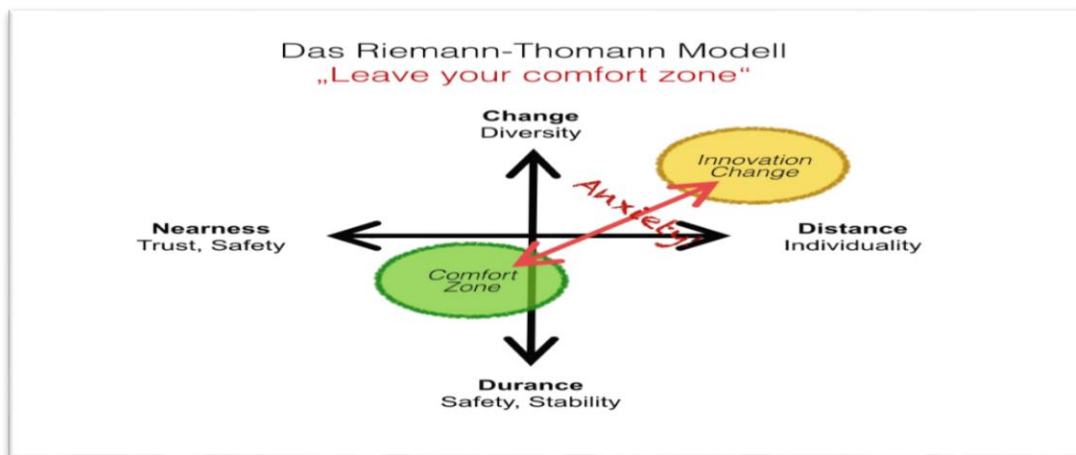 Das Riemann-Thomann Modell
„Leave your comfort zone“
Change
Diversity
Innovation
Change
Anxiety!
Nearness
Trust, Safety
Distance
Individuality
Comfort
Zone
Durance
Safety, Stability